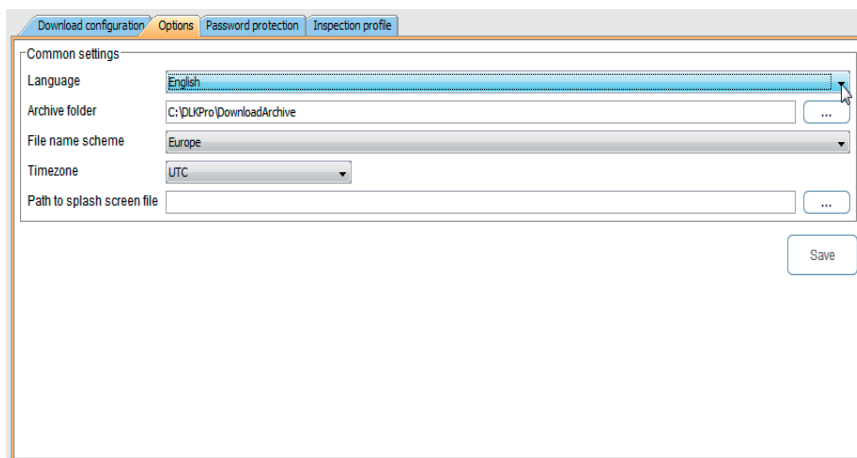 Download configuration Options Password protection Inspection profile
Common settings
Language English
Archive folder C:\DLKPro\DownloadArchive ...
File name scheme Europe
Timezone UTC
Path to splash screen file ...
Save